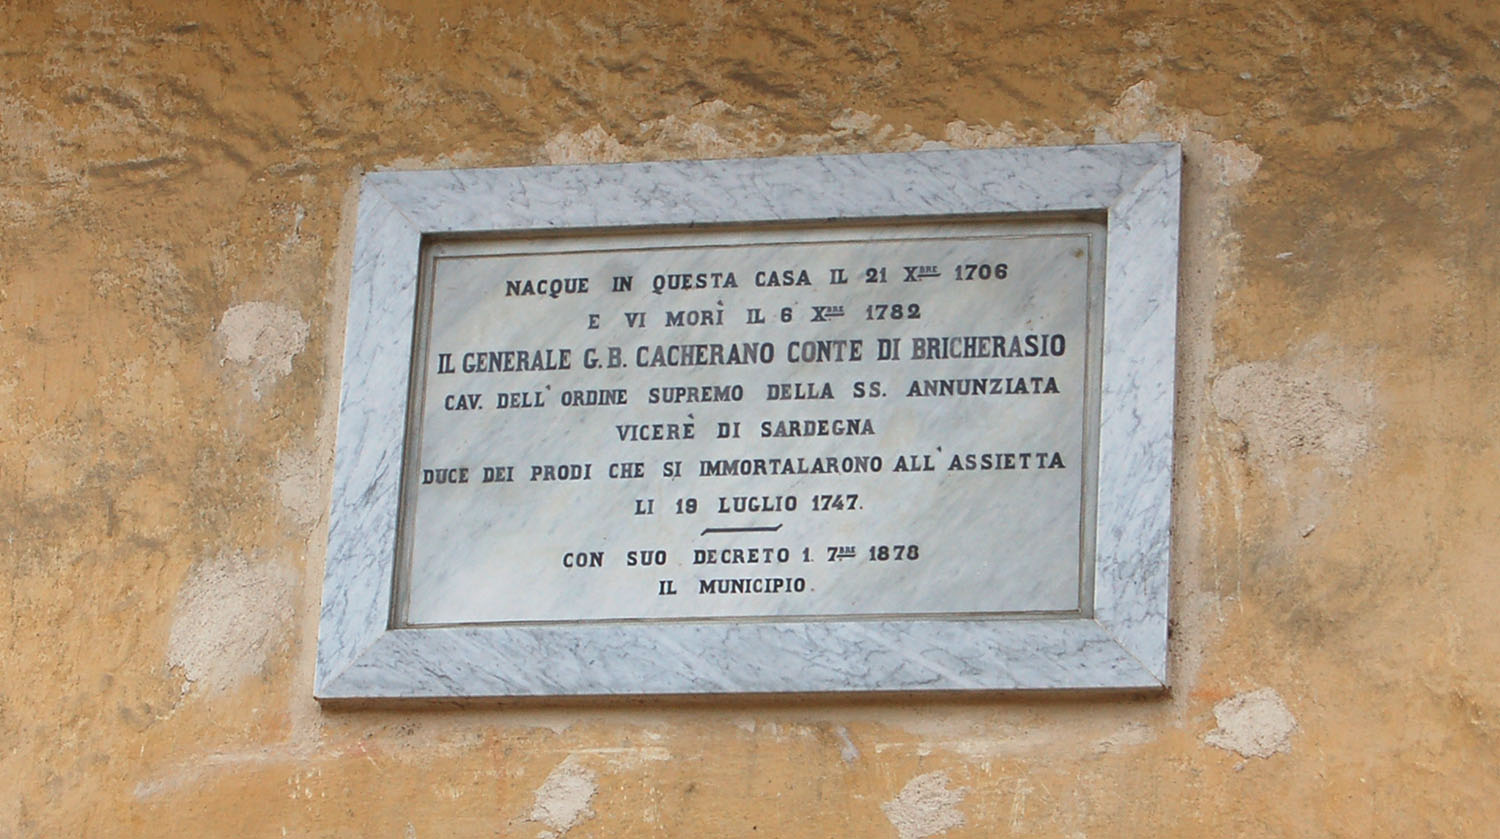 NACQUE IN QUESTA CASA IL 21 XBRE 1706
E VI MORÌ IL 6 XBRE 1782
IL GENERALE G. B. CACHERANO CONTE DI BRICHERASIO
CAV. DELL' ORDINE SUPREMO DELLA SS. ANNUNZIATA
VICERÈ DI SARDEGNA
DUCE DEI PRODI CHE SI IMMORTALARONO ALL' ASSIETTA
LI 19 LUGLIO 1747.
CON SUO DECRETO 1. 7BRE 1878
IL MUNICIPIO.